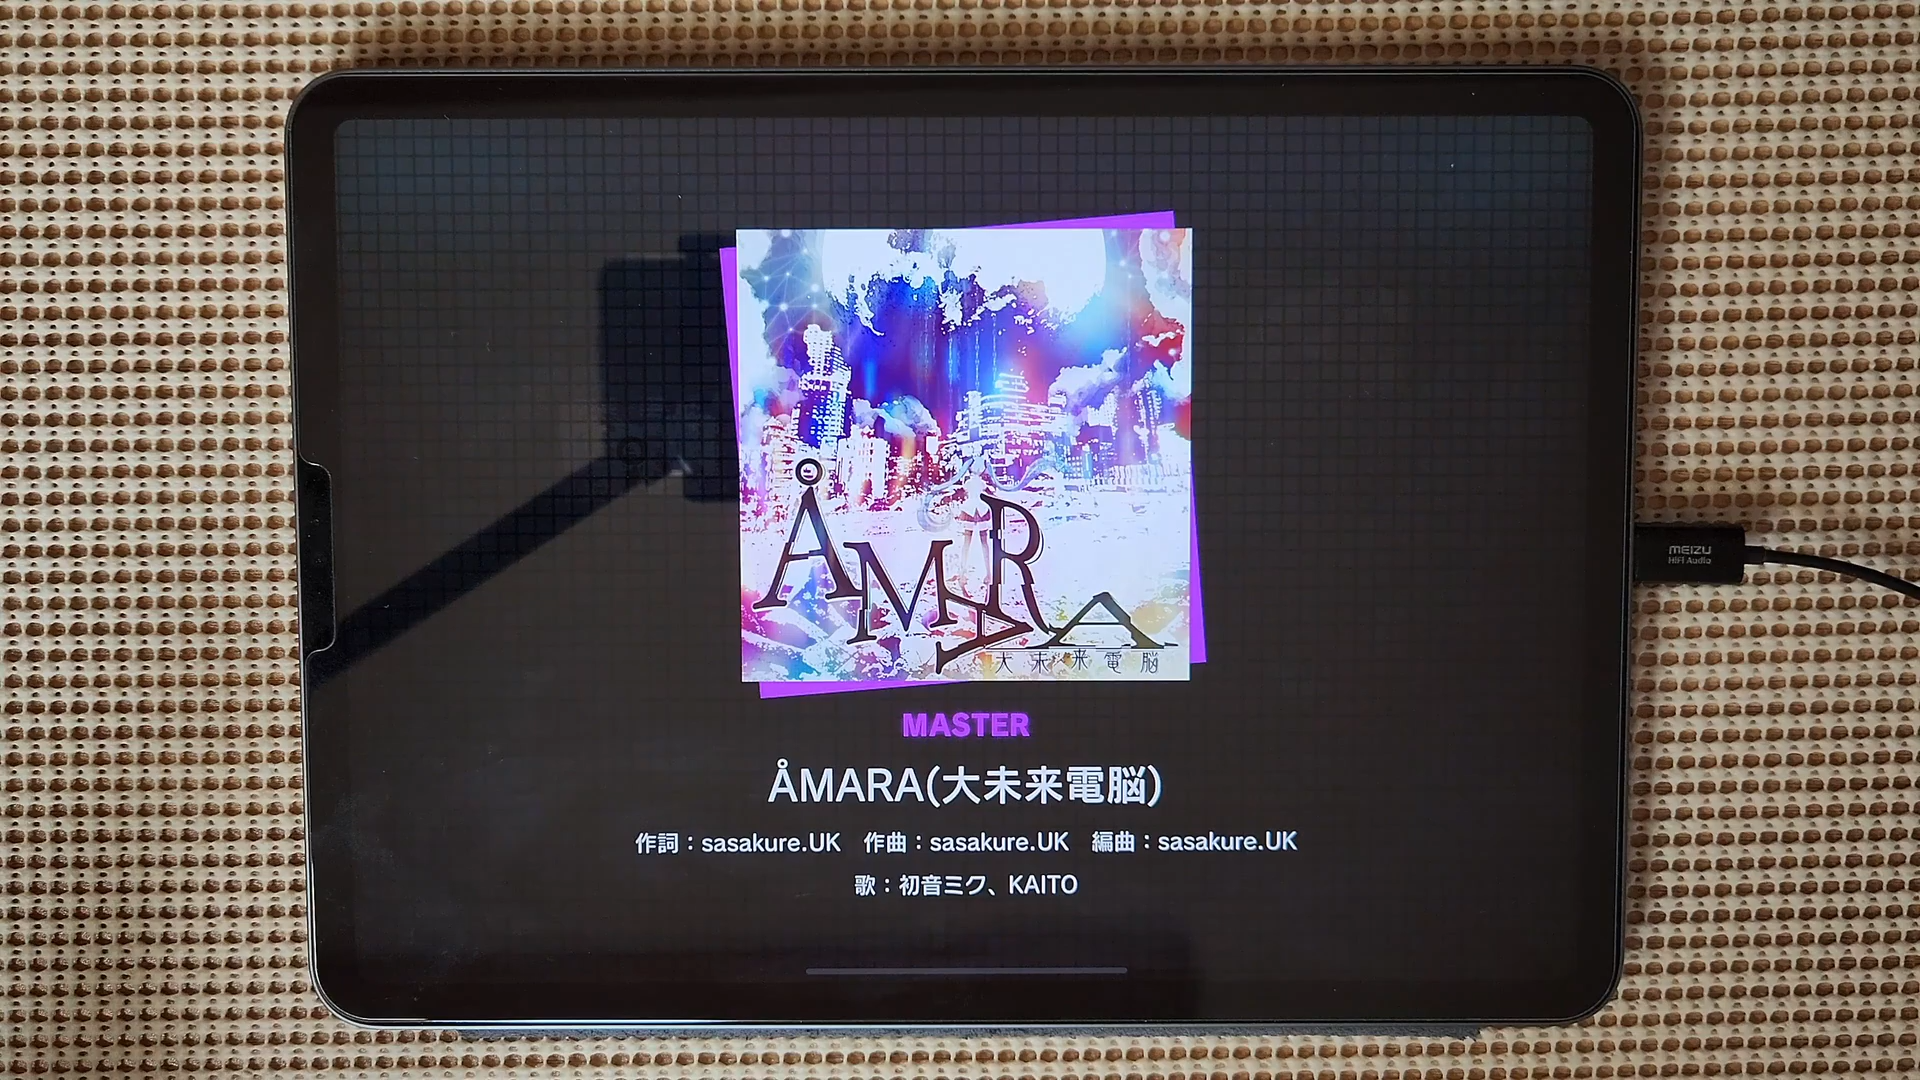 ÅMARA
大未来電脳
MASTER
ÅMARA(大未来電脳)
作詞：sasakure.UK　作曲：sasakure.UK　編曲：sasakure.UK
歌：初音ミク、KAITO
MEIZU
HiFi Audio